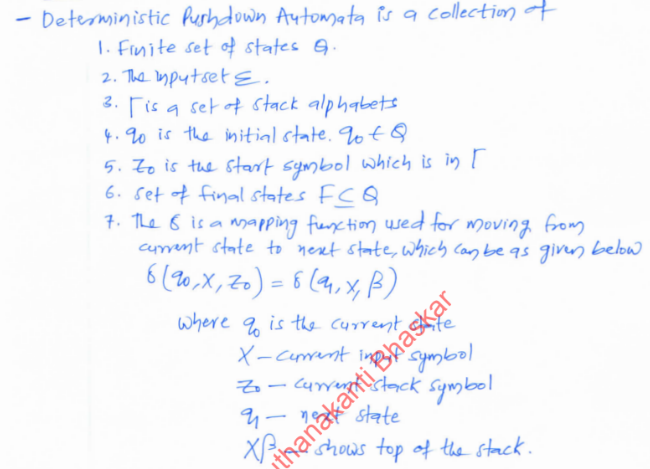 - Deterministic Pushdown Automata is a collection of
1. Finite set of states Q.
2. The input set Σ.
3. Γ is a set of stack alphabets
4. q0 is the initial state. q0 ∈ Q
5. Z0 is the start symbol which is in Γ
6. set of final states F ⊆ Q
7. The δ is a mapping function used for moving from
current state to next state, which can be as given below
δ(q0, X, Z0) = δ(q1, X, β)
where q0 is the current state
X – current input symbol
Z0 – current stack symbol
q1 – next state
Xβ – shows top of the stack.
uthanakanti Bhaskar